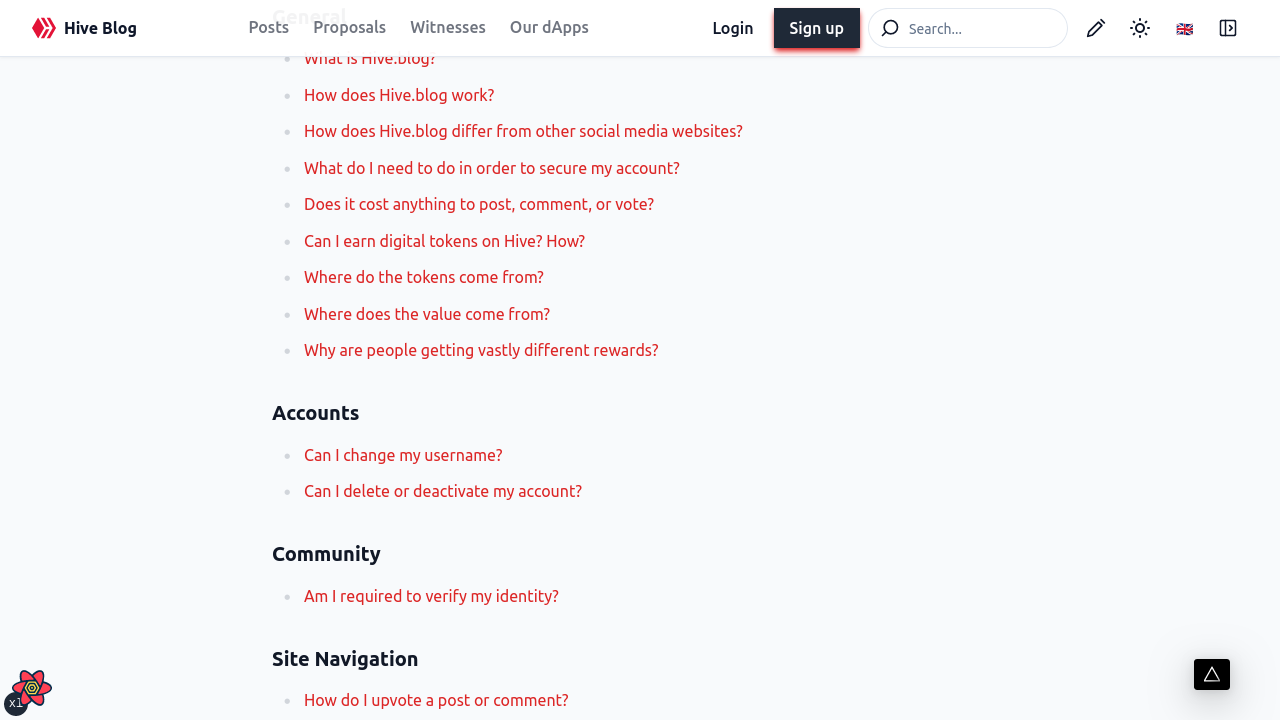 Hive Blog
Posts
Proposals
Witnesses
Our dApps
Login
Sign up
Search...
General
What is Hive.blog?
How does Hive.blog work?
How does Hive.blog differ from other social media websites?
What do I need to do in order to secure my account?
Does it cost anything to post, comment, or vote?
Can I earn digital tokens on Hive? How?
Where do the tokens come from?
Where does the value come from?
Why are people getting vastly different rewards?
Accounts
Can I change my username?
Can I delete or deactivate my account?
Community
Am I required to verify my identity?
Site Navigation
How do I upvote a post or comment?
x1